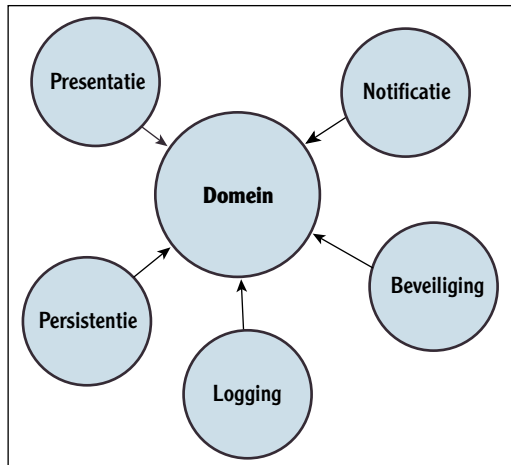 Presentatie
Notificatie
Domein
Beveiliging
Persistentie
Logging